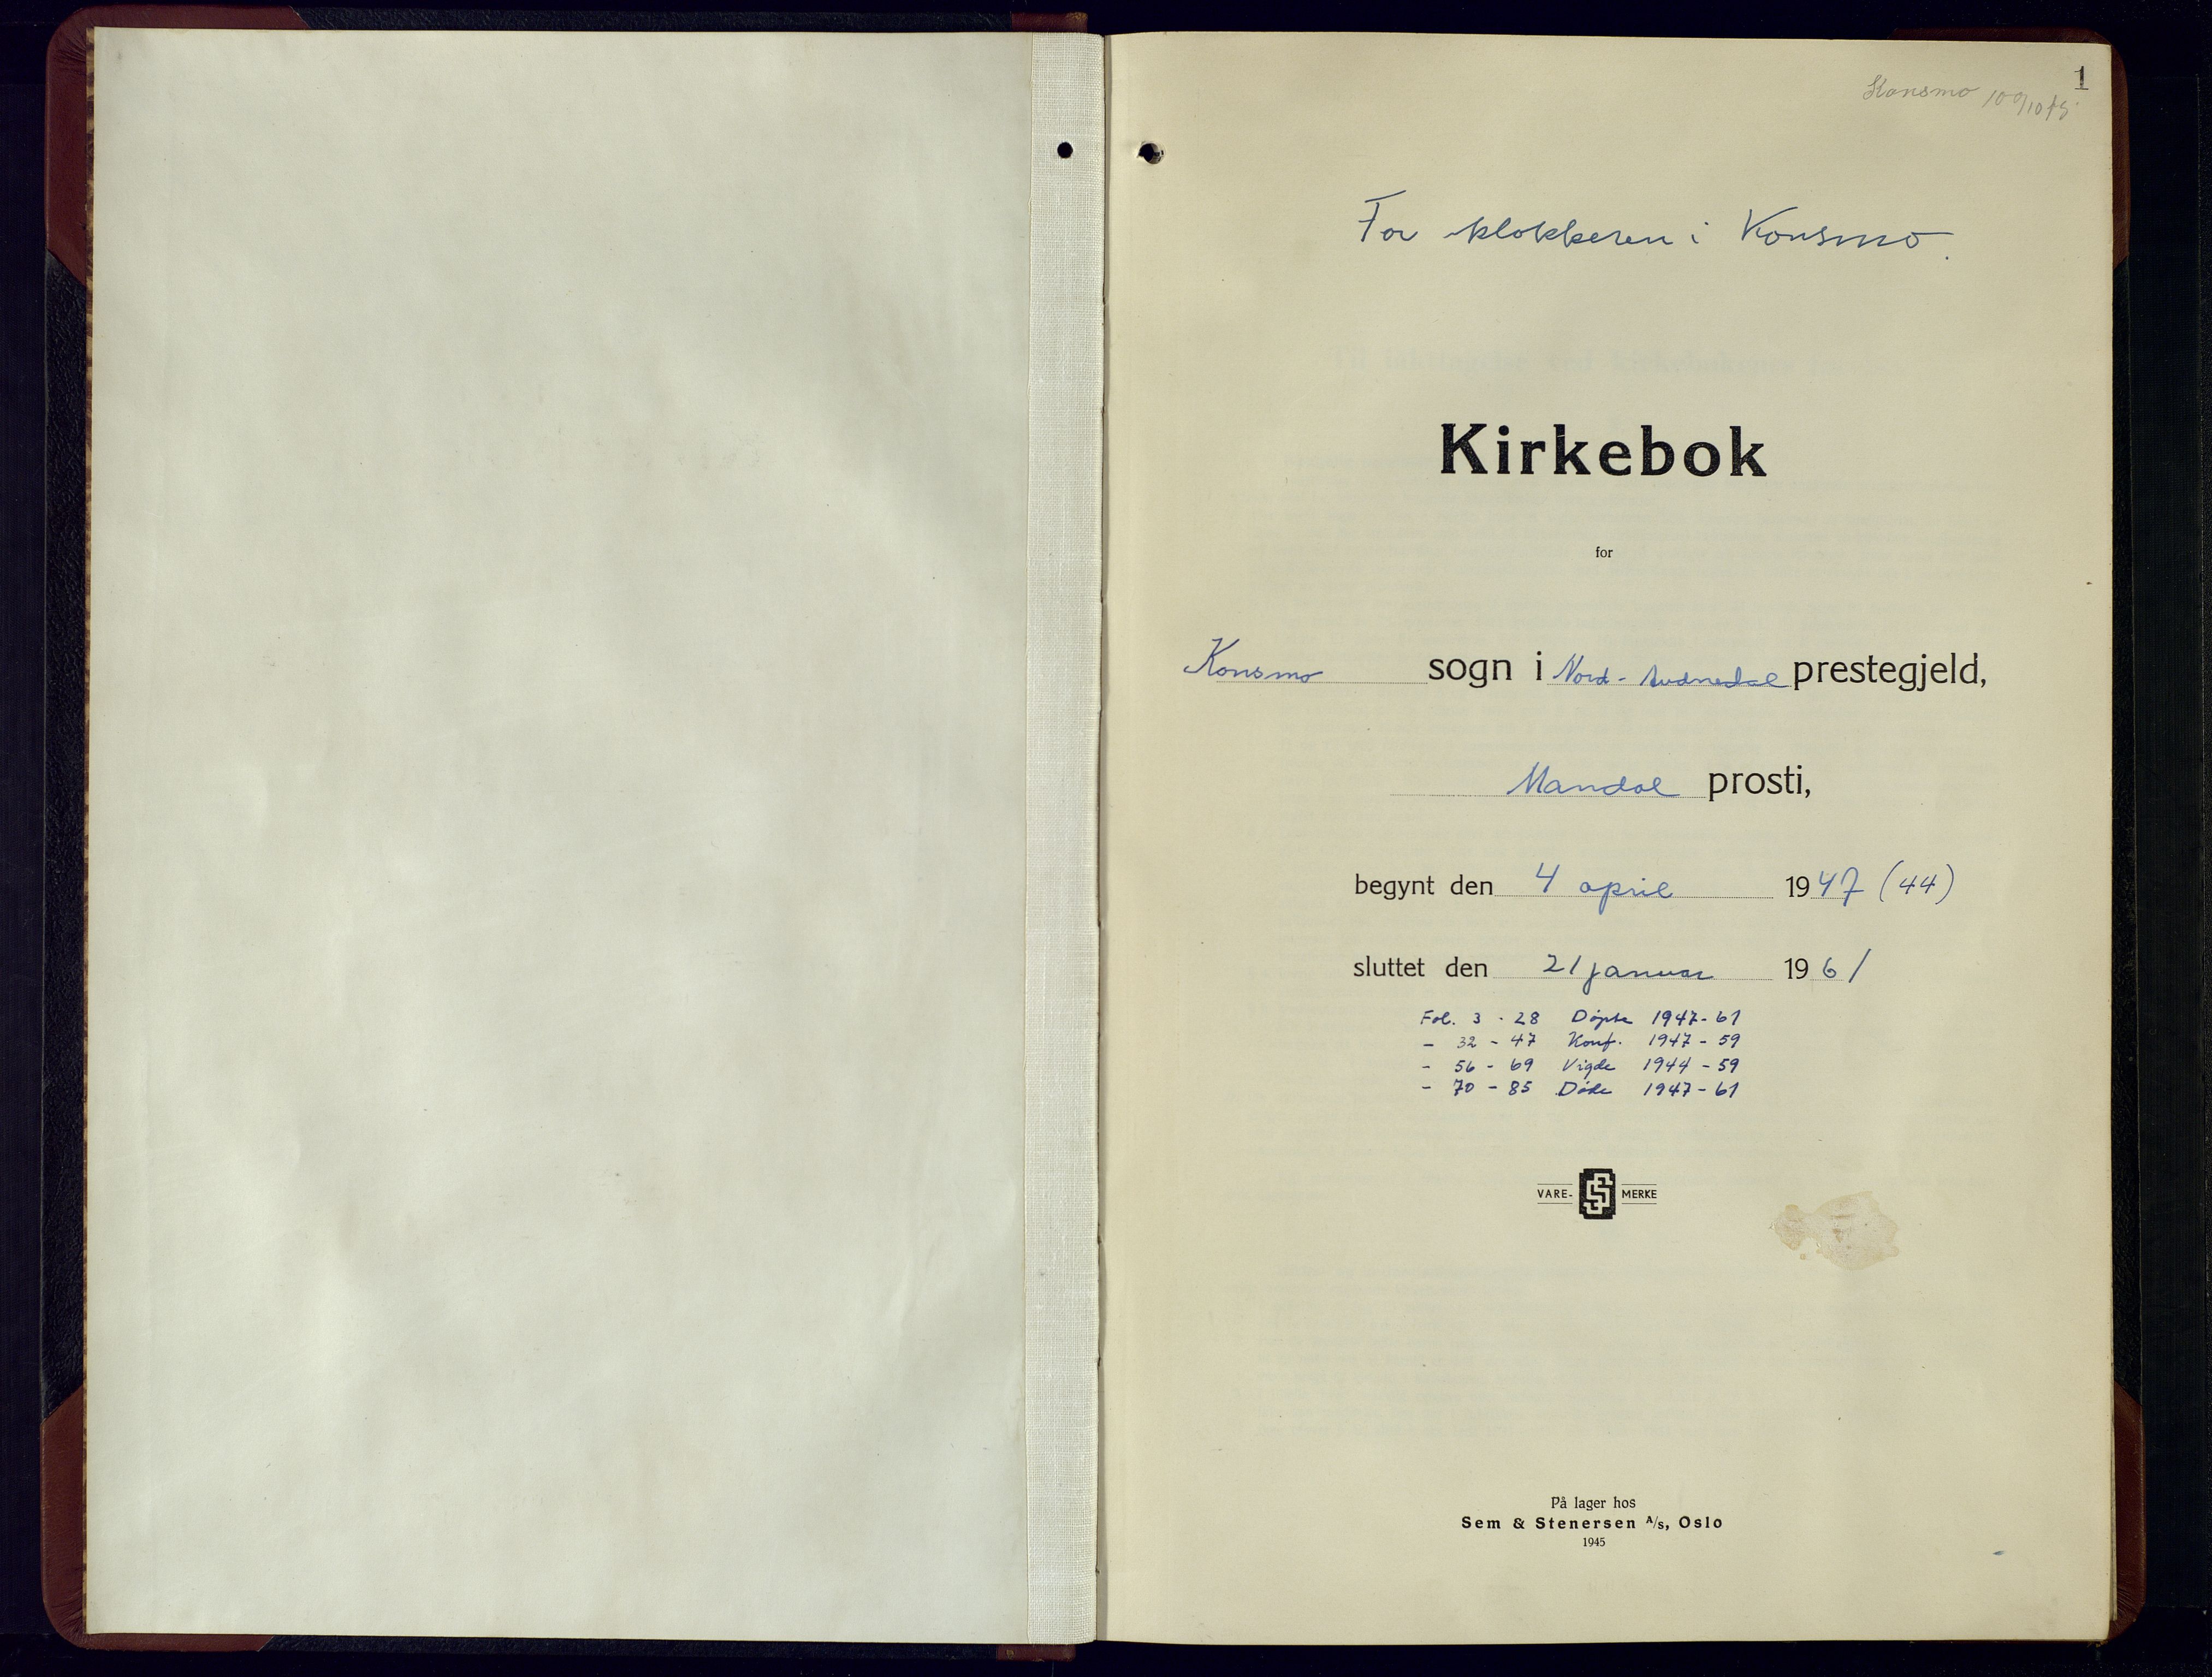 1
Konsmo
For klokkeren i Konsmo.
Kirkebok
for
Konsmo sogn i Nord-Audnedal prestegjeld,
Mandal prosti,
begynt den 4 april 1947 (44)
sluttet den 21 januar 1961
Fol. 3 - 28 Døpte 1947-61
- 32 - 47 Konf. 1947-59
- 56 - 69 Vigde 1944-59
- 70 - 85 Døde 1947-61
VARE- MERKE
På lager hos
Sem & Stenersen A/s, Oslo
1945